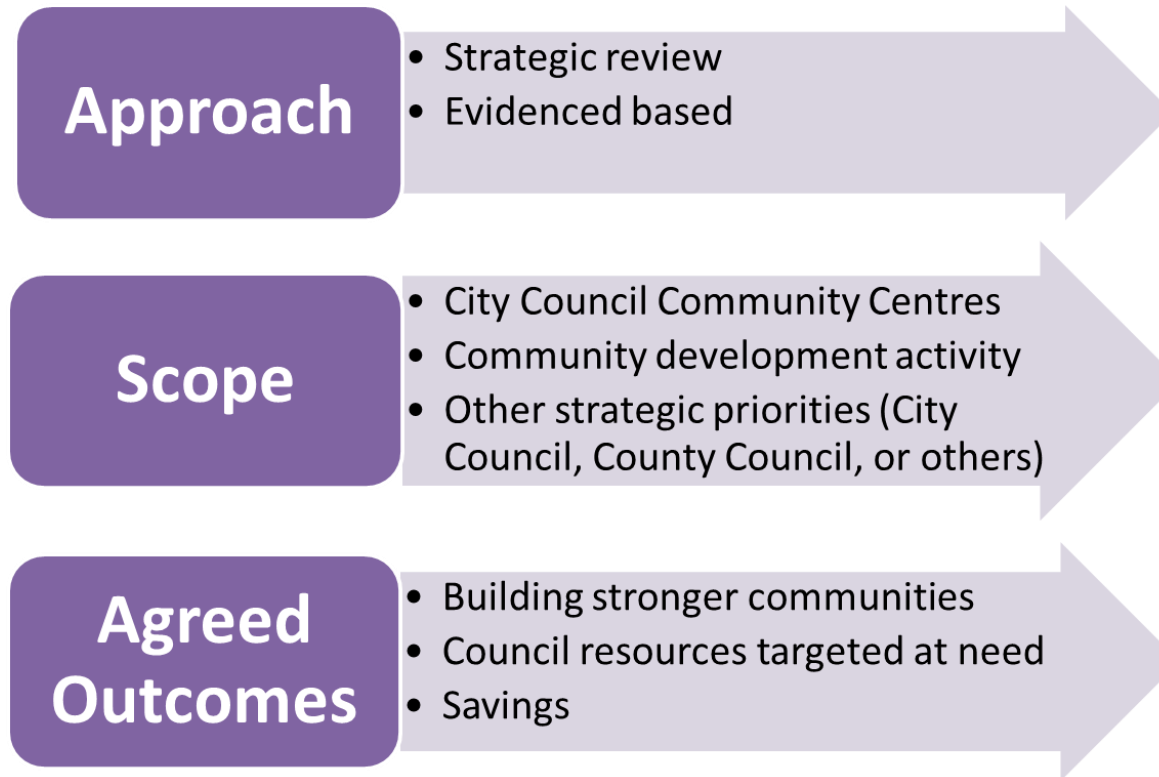 Approach
• Strategic review
• Evidenced based
Scope
• City Council Community Centres
• Community development activity
• Other strategic priorities (City
Council, County Council, or others)
Agreed
Outcomes
• Building stronger communities
• Council resources targeted at need
• Savings